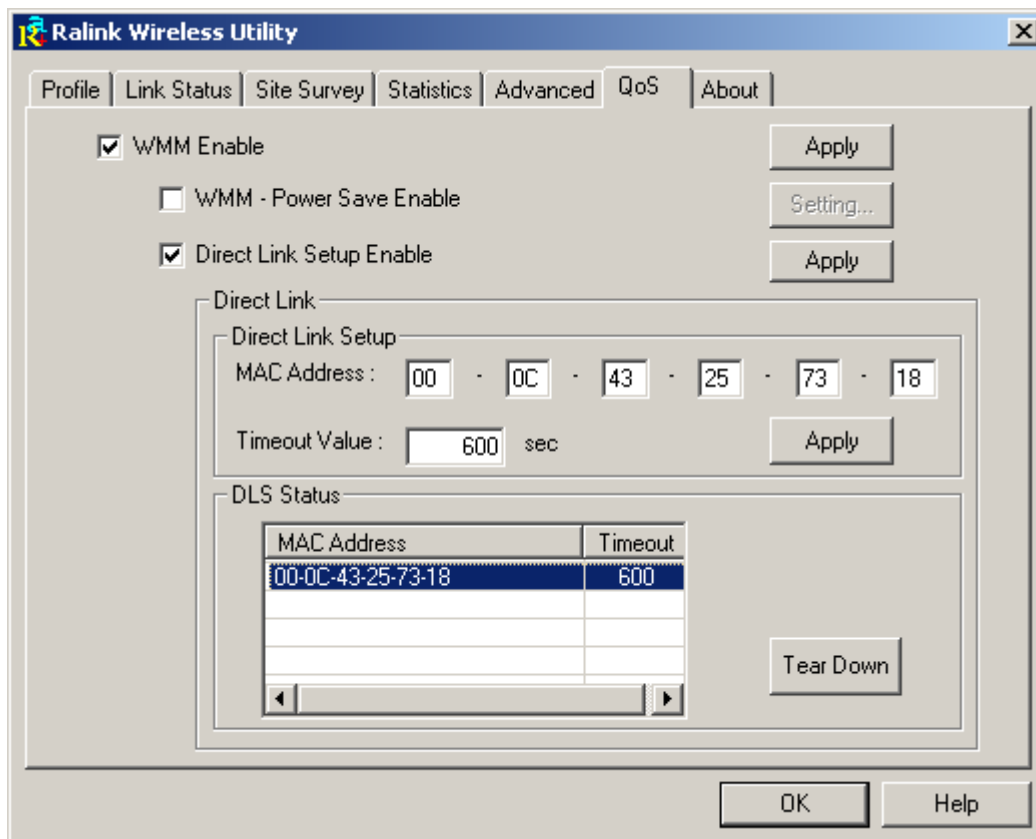 Ralink Wireless Utility
Profile Link Status Site Survey Statistics Advanced QoS About
WMM Enable Apply
WMM - Power Save Enable Setting...
Direct Link Setup Enable Apply
Direct Link
Direct Link Setup
MAC Address : 00 - 0C - 43 - 25 - 73 - 18
Timeout Value : 600 sec Apply
DLS Status
MAC Address Timeout
00-0C-43-25-73-18 600
Tear Down
OK Help